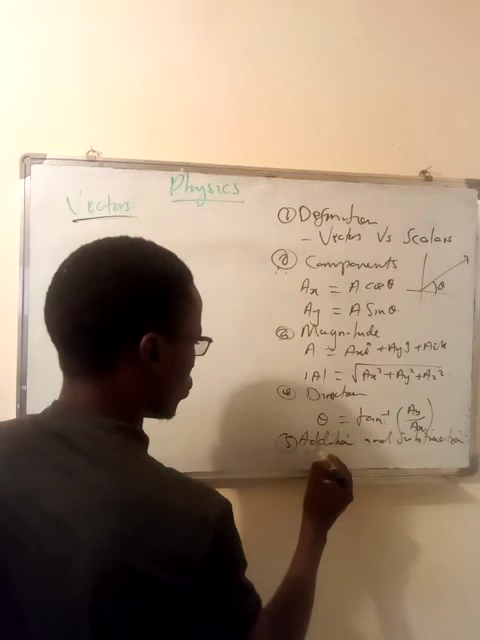 Physics
Vectors
① Definition
- Vectors Vs Scalars
② Components
Ax = A cosθ
θ
Ay = A Sinθ
③ Magnitude
A = Axî + Ayĵ + Azk
|A| = √Ax² + Ay² + Az²
④ Direction
θ = tan⁻¹ (Ay/Ax)
⑤ Addition and Subtraction